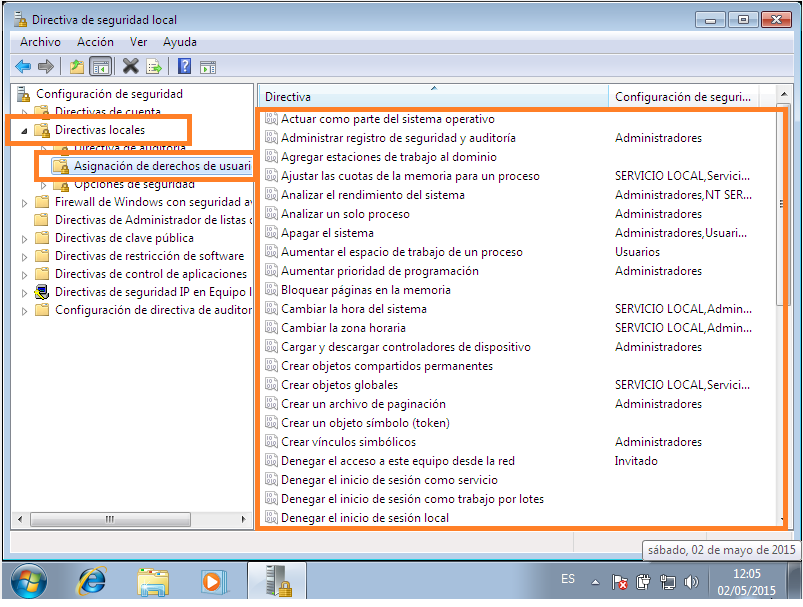 Directiva de seguridad local
Archivo Acción Ver Ayuda
Configuración de seguridad
Directivas de cuenta
Directivas locales
Directiva de auditoría
Asignación de derechos de usuari
Opciones de seguridad
Firewall de Windows con seguridad av
Directivas de Administrador de listas d
Directivas de clave pública
Directivas de restricción de software
Directivas de control de aplicaciones
Directivas de seguridad IP en Equipo l
Configuración de directiva de auditor
Directiva Configuración de seguri...
Actuar como parte del sistema operativo
Administrar registro de seguridad y auditoría Administradores
Agregar estaciones de trabajo al dominio
Ajustar las cuotas de la memoria para un proceso SERVICIO LOCAL,Servici...
Analizar el rendimiento del sistema Administradores,NT SER...
Analizar un solo proceso Administradores
Apagar el sistema Administradores,Usuari...
Aumentar el espacio de trabajo de un proceso Usuarios
Aumentar prioridad de programación Administradores
Bloquear páginas en la memoria
Cambiar la hora del sistema SERVICIO LOCAL,Admin...
Cambiar la zona horaria SERVICIO LOCAL,Admin...
Cargar y descargar controladores de dispositivo Administradores
Crear objetos compartidos permanentes
Crear objetos globales SERVICIO LOCAL,Servici...
Crear un archivo de paginación Administradores
Crear un objeto símbolo (token)
Crear vínculos simbólicos Administradores
Denegar el acceso a este equipo desde la red Invitado
Denegar el inicio de sesión como servicio
Denegar el inicio de sesión como trabajo por lotes
Denegar el inicio de sesión local
sábado, 02 de mayo de 2015
ES
12:05
02/05/2015